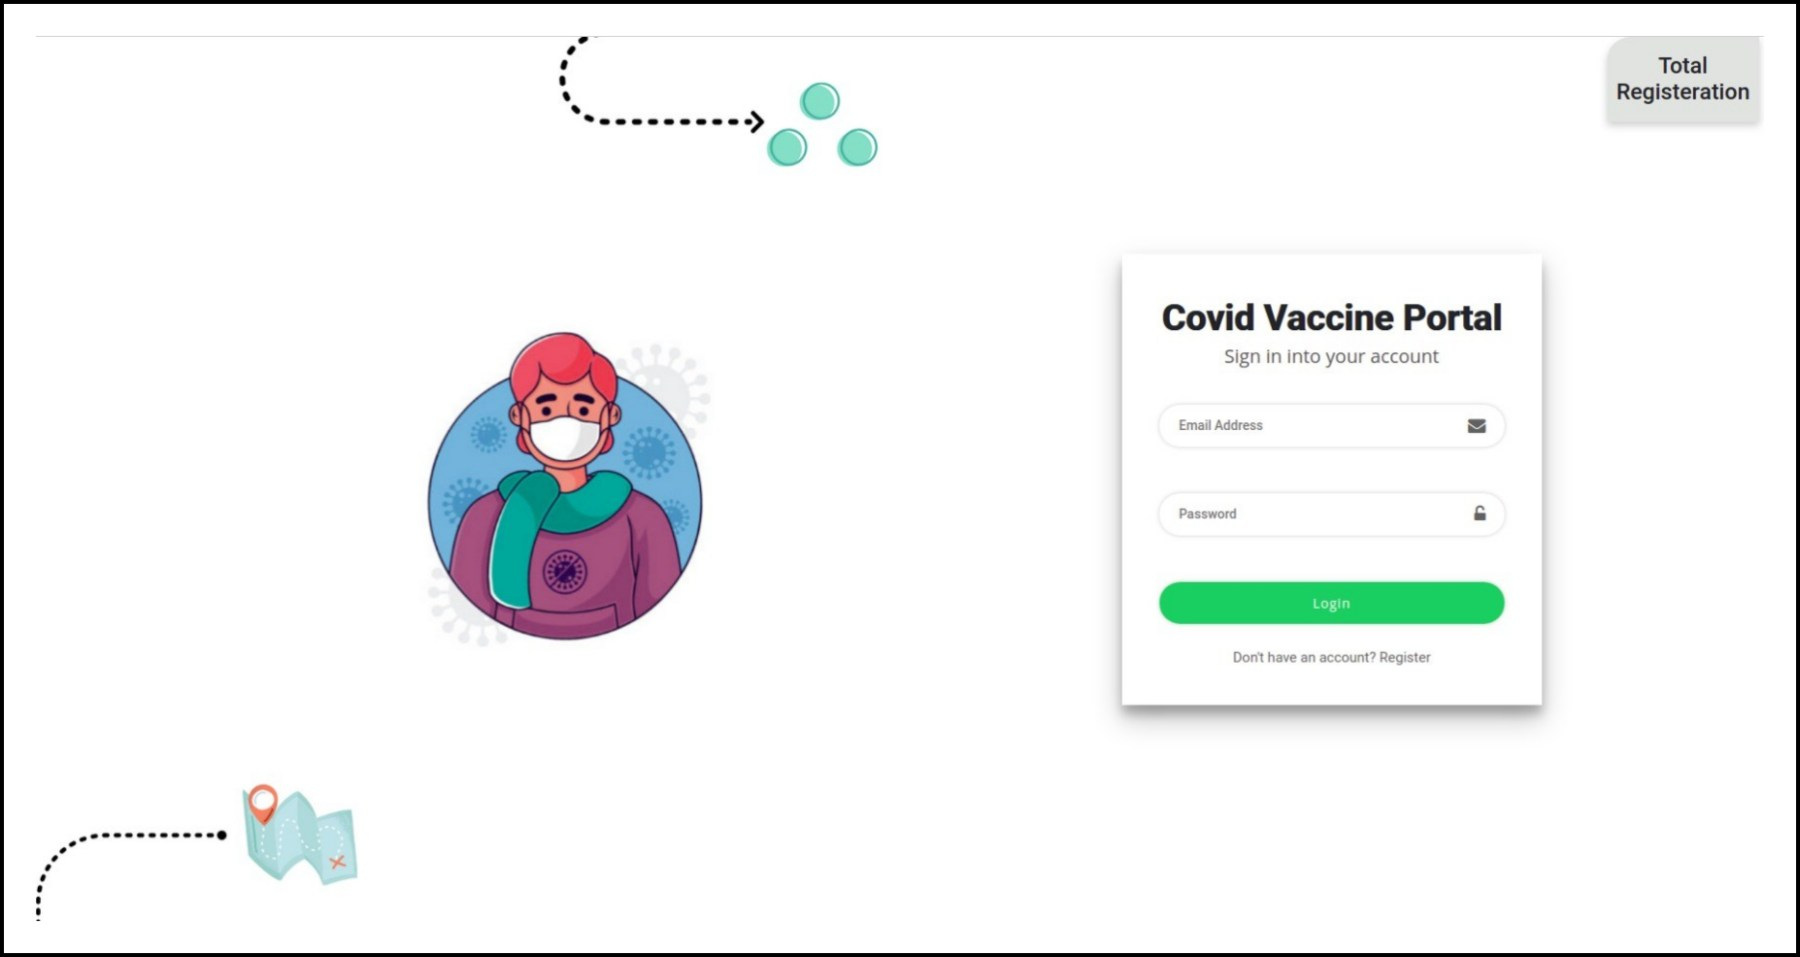 Total
Registeration
Covid Vaccine Portal
Sign in into your account
Email Address
Password
Login
Don't have an account? Register